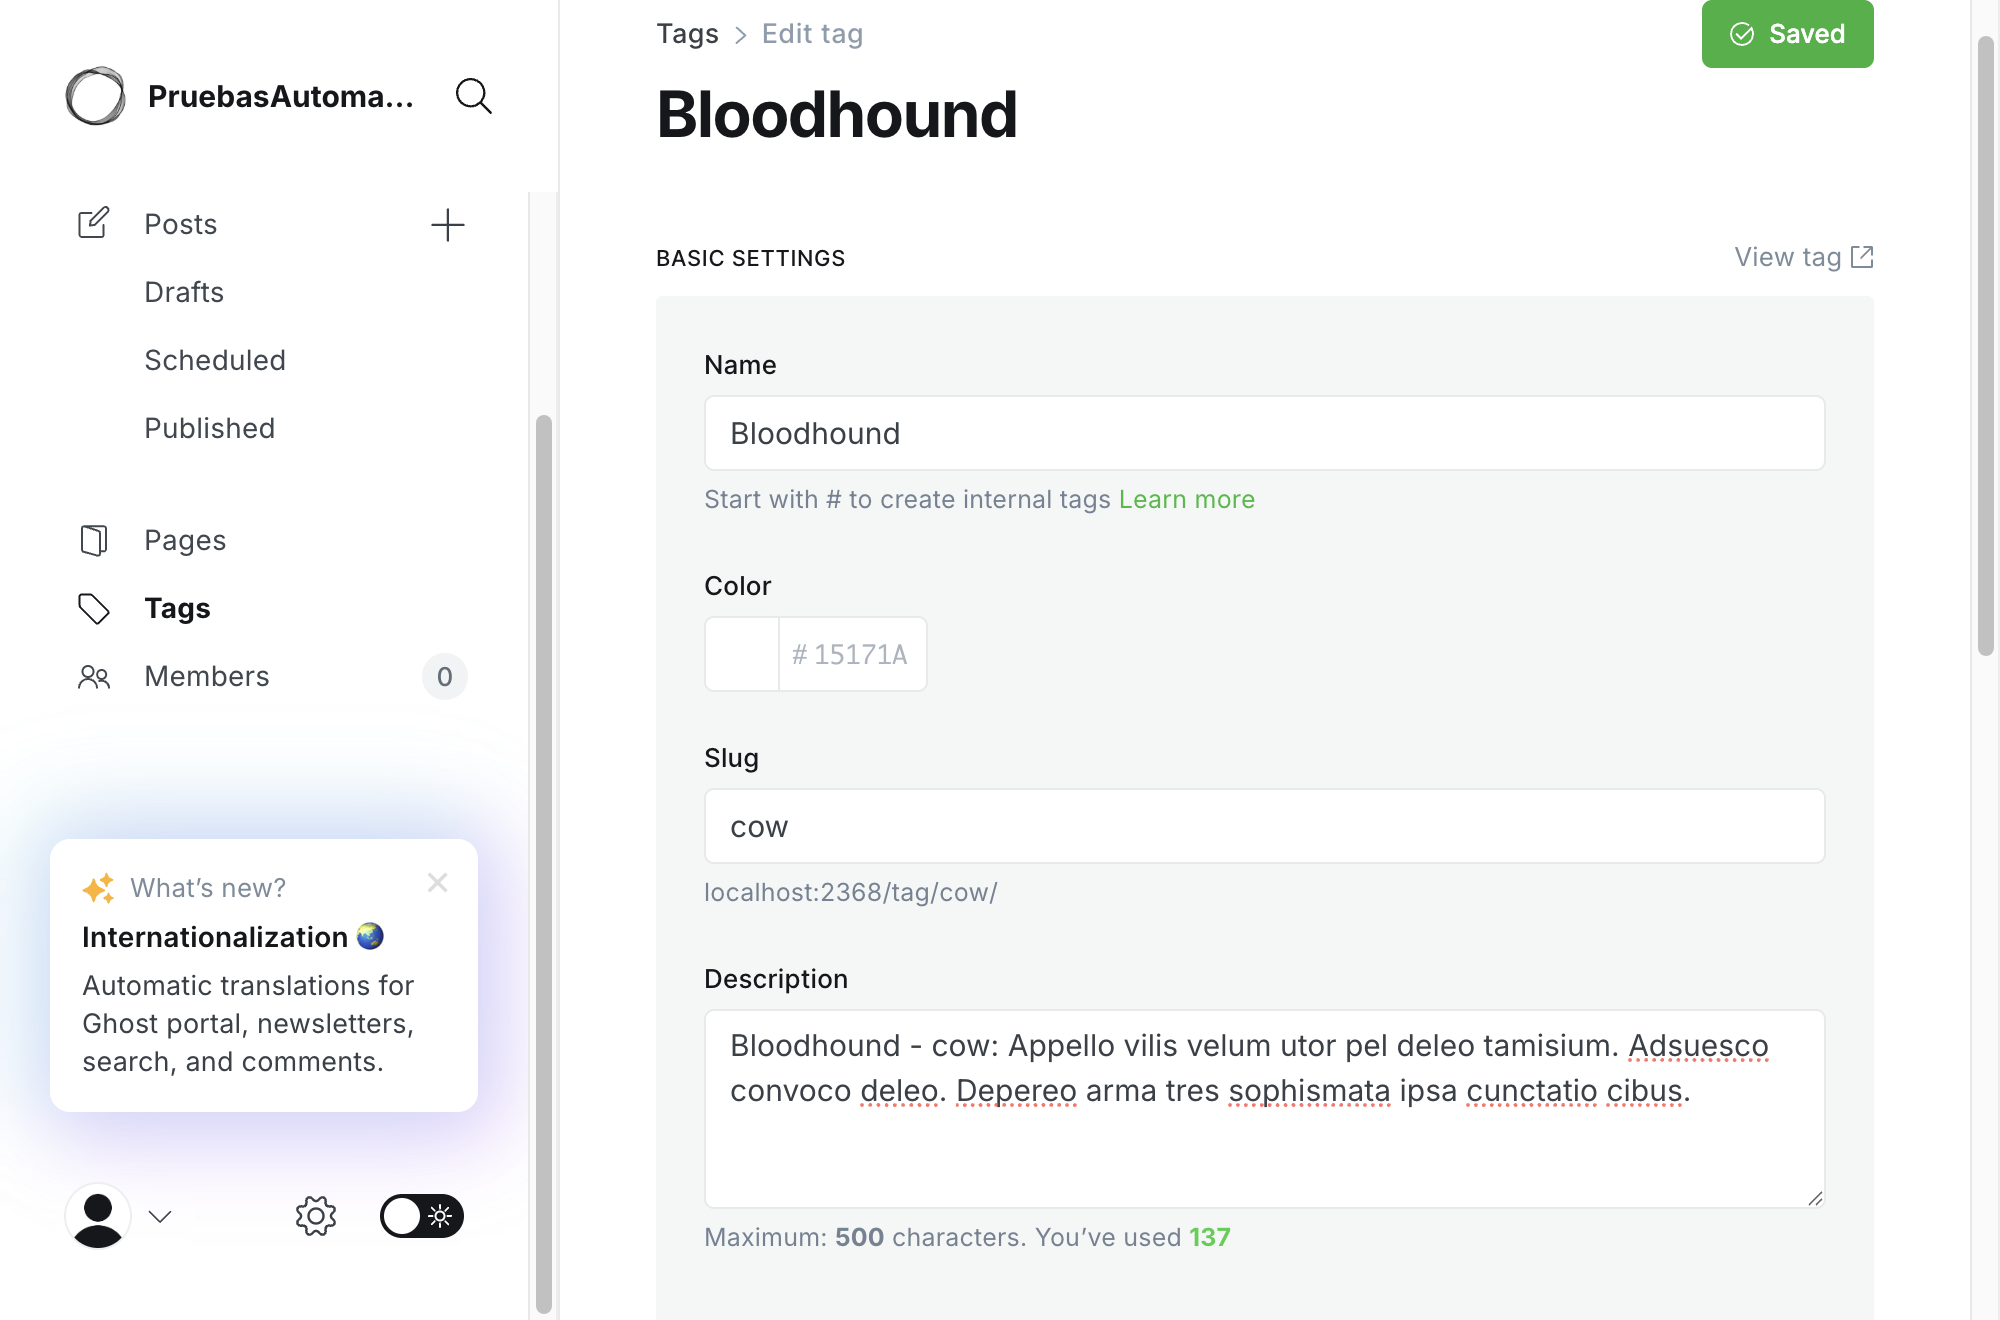 PruebasAutoma...
Posts
Drafts
Scheduled
Published
Pages
Tags
Members
0
What’s new?
Internationalization
Automatic translations for
Ghost portal, newsletters,
search, and comments.
Tags > Edit tag
Saved
Bloodhound
BASIC SETTINGS
View tag
Name
Bloodhound
Start with # to create internal tags Learn more
Color
# 15171A
Slug
cow
localhost:2368/tag/cow/
Description
Bloodhound - cow: Appello vilis velum utor pel deleo tamisium. Adsuesco
convoco deleo. Depereo arma tres sophismata ipsa cunctatio cibus.
Maximum: 500 characters. You’ve used 137